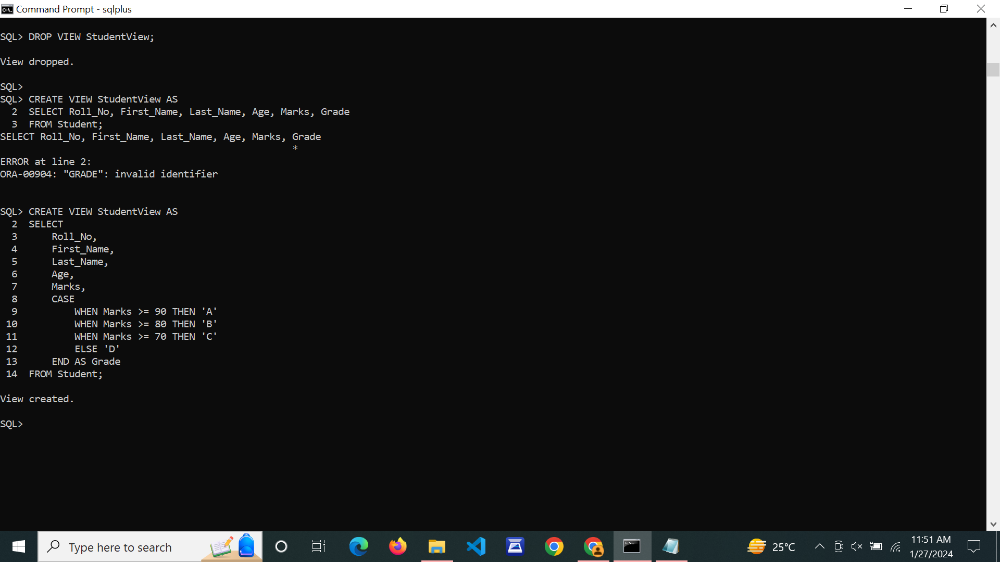 Command Prompt - sqlplus
SQL> DROP VIEW StudentView;
View dropped.
SQL>
SQL> CREATE VIEW StudentView AS
  2  SELECT Roll_No, First_Name, Last_Name, Age, Marks, Grade
  3  FROM Student;
SELECT Roll_No, First_Name, Last_Name, Age, Marks, Grade
                                                   *
ERROR at line 2:
ORA-00904: "GRADE": invalid identifier
SQL> CREATE VIEW StudentView AS
  2  SELECT
  3      Roll_No,
  4      First_Name,
  5      Last_Name,
  6      Age,
  7      Marks,
  8      CASE
  9          WHEN Marks >= 90 THEN 'A'
 10          WHEN Marks >= 80 THEN 'B'
 11          WHEN Marks >= 70 THEN 'C'
 12          ELSE 'D'
 13      END AS Grade
 14  FROM Student;
View created.
SQL>
Type here to search
25°C
11:51 AM
1/27/2024